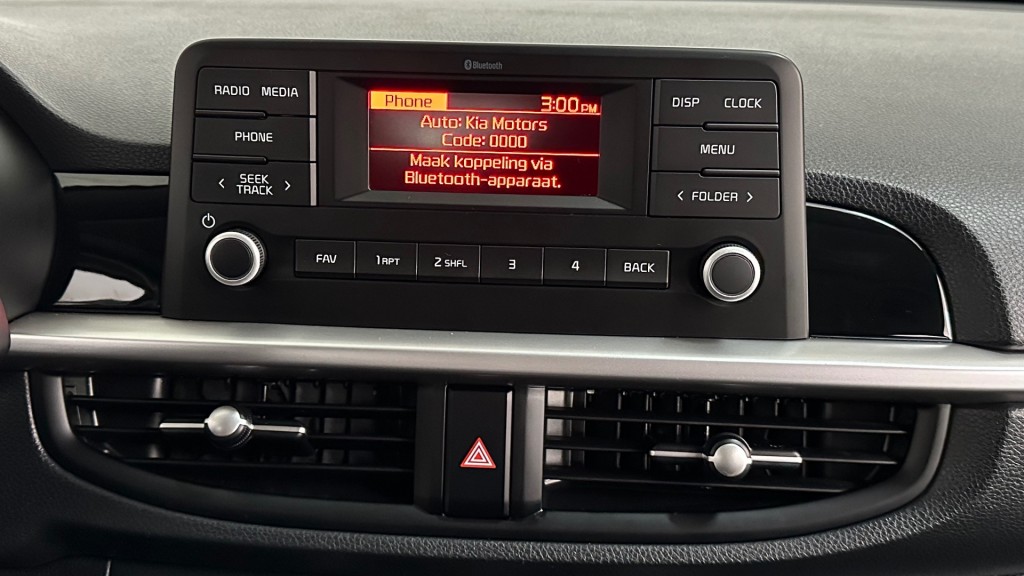 Bluetooth
RADIO MEDIA
PHONE
< SEEK TRACK >
Phone 3:00 PM
Auto: Kia Motors
Code: 0000
Maak koppeling via
Bluetooth-apparaat.
DISP CLOCK
MENU
< FOLDER >
FAV 1 RPT 2 SHFL 3 4 BACK